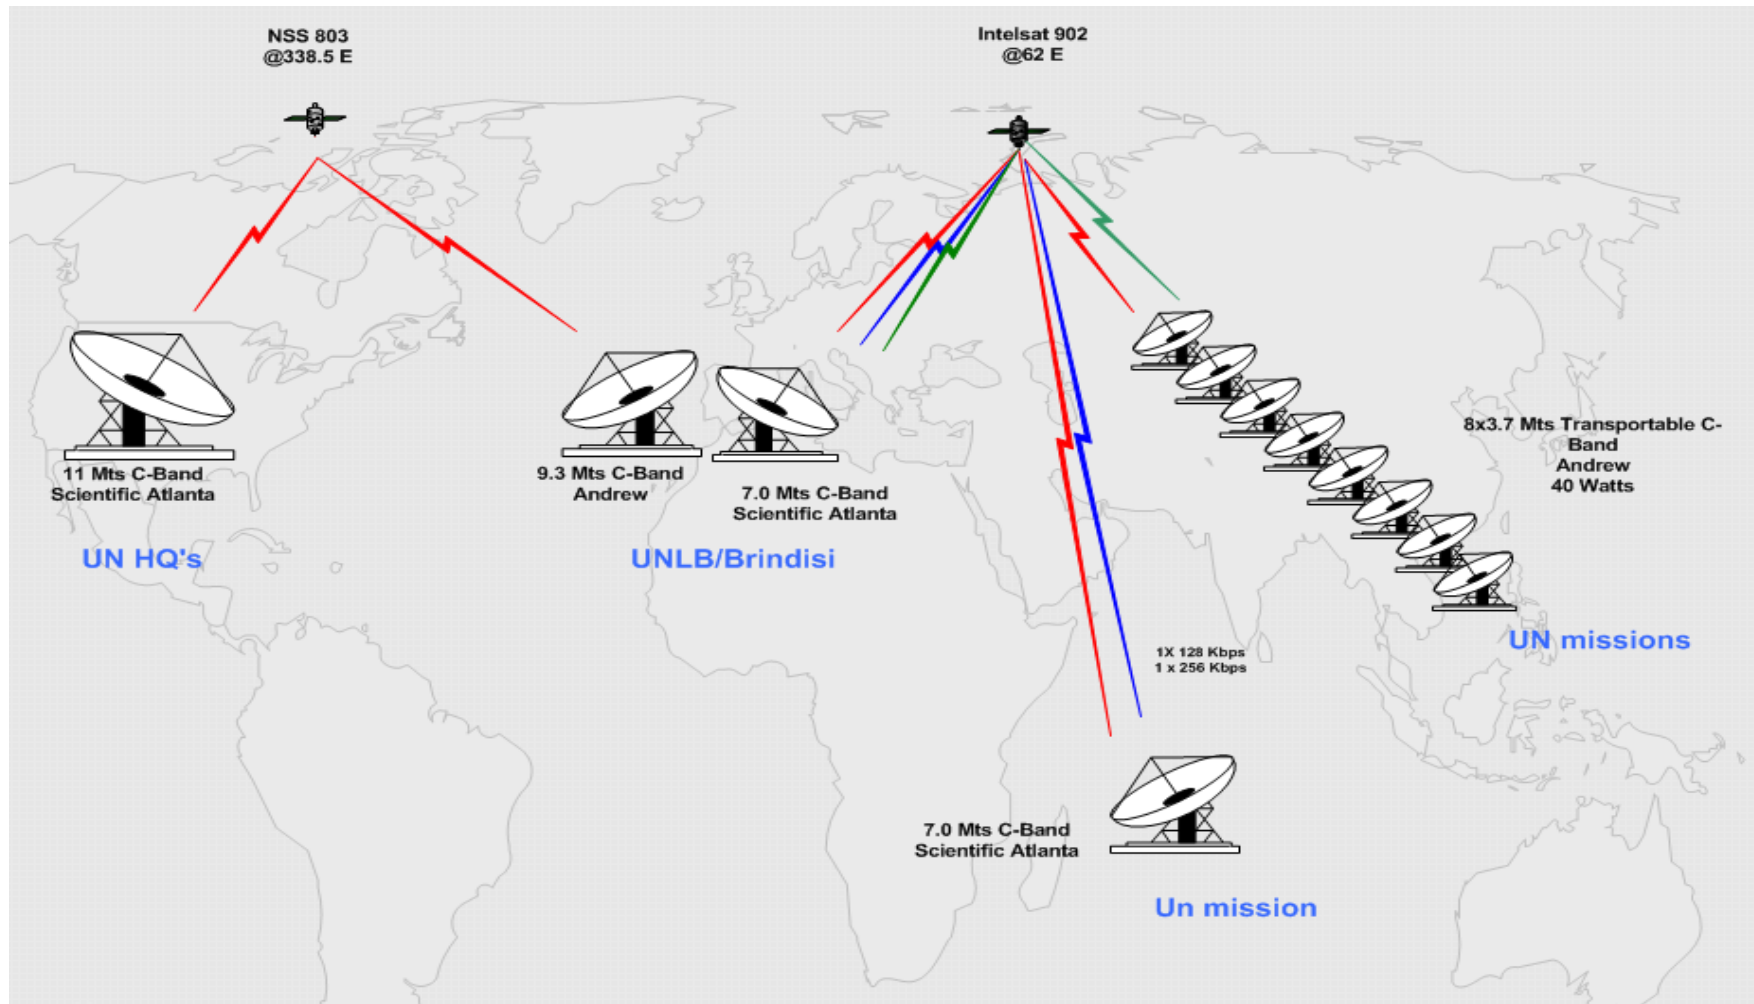 NSS 803
@338.5 E
Intelsat 902
@62 E
11 Mts C-Band
Scientific Atlanta
UN HQ's
9.3 Mts C-Band
Andrew
7.0 Mts C-Band
Scientific Atlanta
UNLB/Brindisi
8x3.7 Mts Transportable C-
Band
Andrew
40 Watts
UN missions
1X 128 Kbps
1 x 256 Kbps
7.0 Mts C-Band
Scientific Atlanta
Un mission